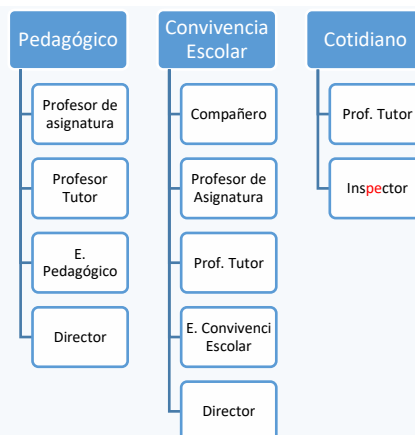 Pedagógico
Profesor de
asignatura
Profesor
Tutor
E.
Pedagógico
Director
Convivencia
Escolar
Compañero
Profesor de
Asignatura
Prof. Tutor
E. Convivenci
Escolar
Director
Cotidiano
Prof. Tutor
Inspector